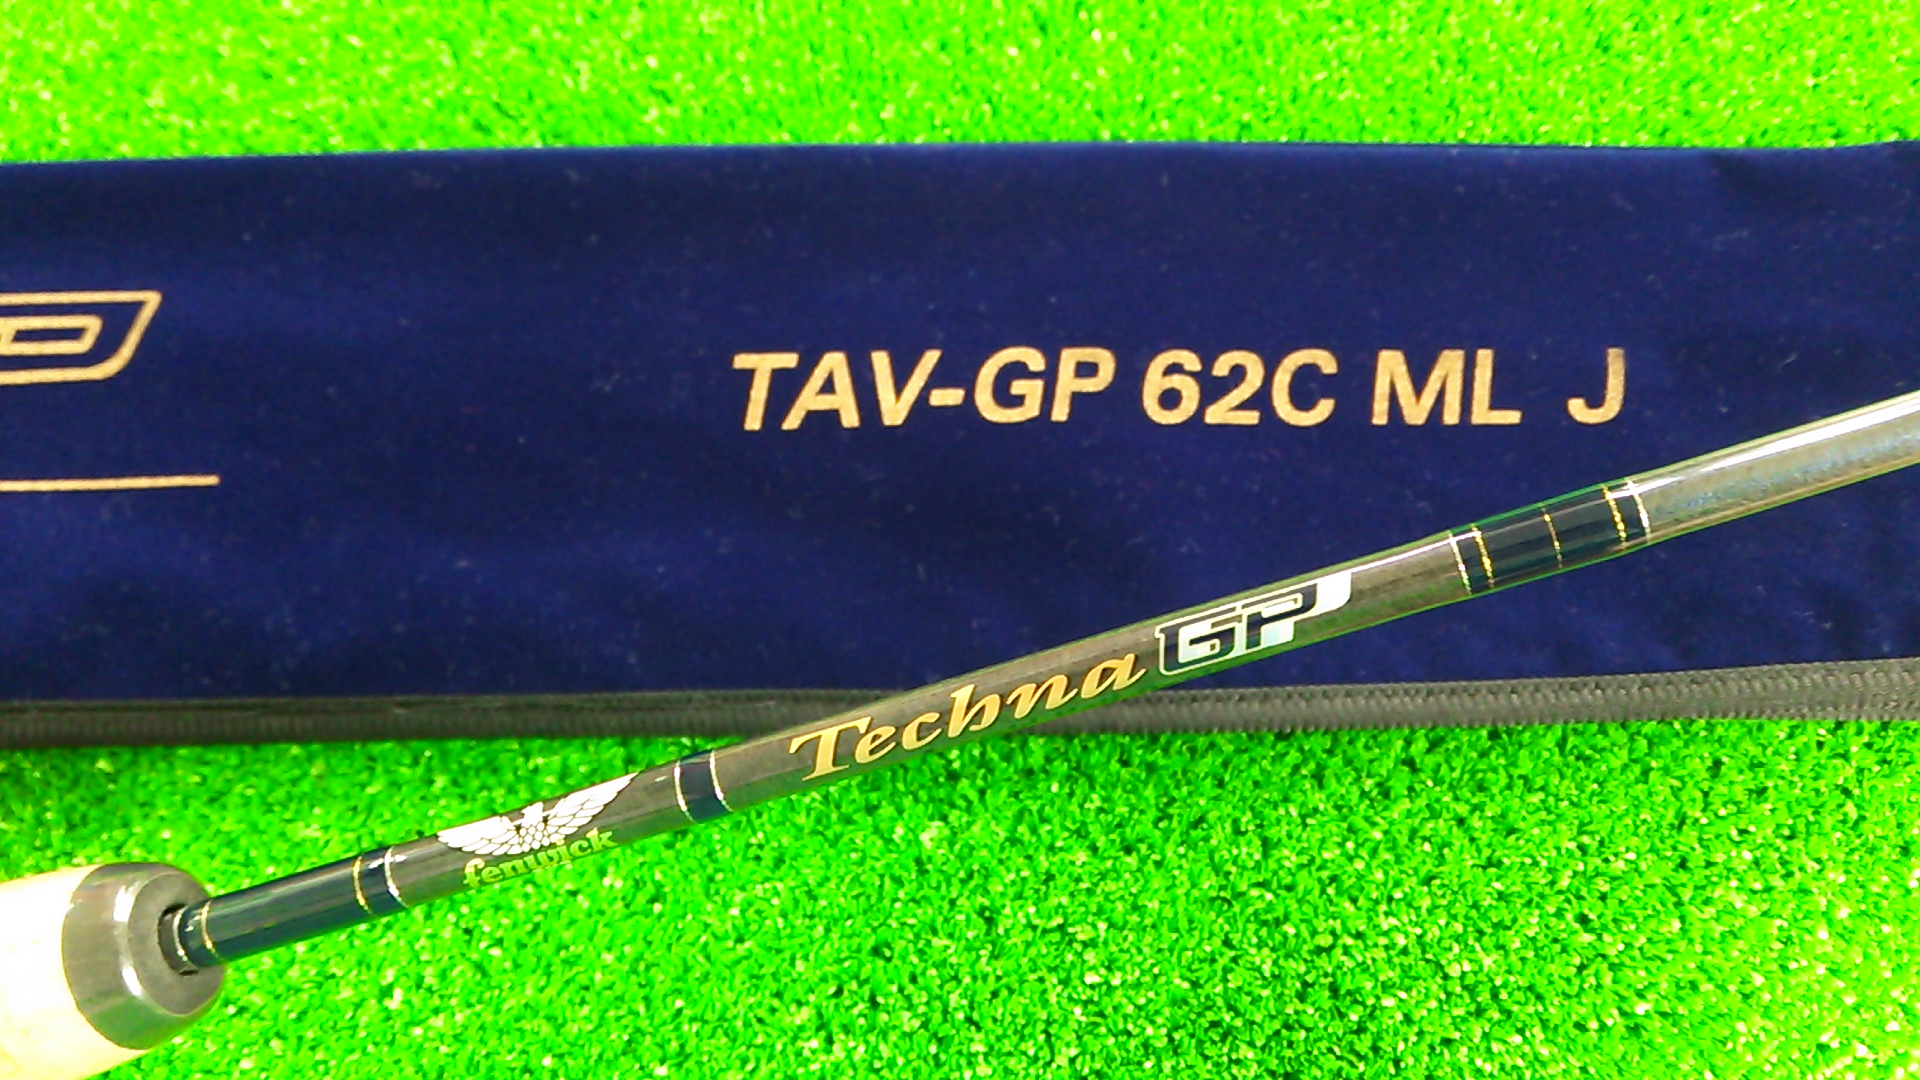 TAV-GP 62C ML J
Techna GP
fenwick